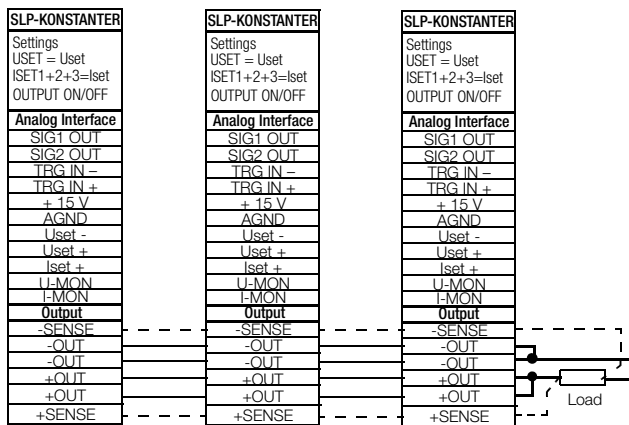 SLP-KONSTANTER
Settings
USET = Uset
ISET1+2+3=Iset
OUTPUT ON/OFF
Analog Interface
SIG1 OUT
SIG2 OUT
TRG IN –
TRG IN +
+ 15 V
AGND
Uset -
Uset +
Iset +
U-MON
I-MON
Output
-SENSE
-OUT
-OUT
+OUT
+OUT
+SENSE
SLP-KONSTANTER
Settings
USET = Uset
ISET1+2+3=Iset
OUTPUT ON/OFF
Analog Interface
SIG1 OUT
SIG2 OUT
TRG IN –
TRG IN +
+ 15 V
AGND
Uset -
Uset +
Iset +
U-MON
I-MON
Output
-SENSE
-OUT
-OUT
+OUT
+OUT
+SENSE
SLP-KONSTANTER
Settings
USET = Uset
ISET1+2+3=Iset
OUTPUT ON/OFF
Analog Interface
SIG1 OUT
SIG2 OUT
TRG IN –
TRG IN +
+ 15 V
AGND
Uset -
Uset +
Iset +
U-MON
I-MON
Output
-SENSE
-OUT
-OUT
+OUT
+OUT
+SENSE
Load